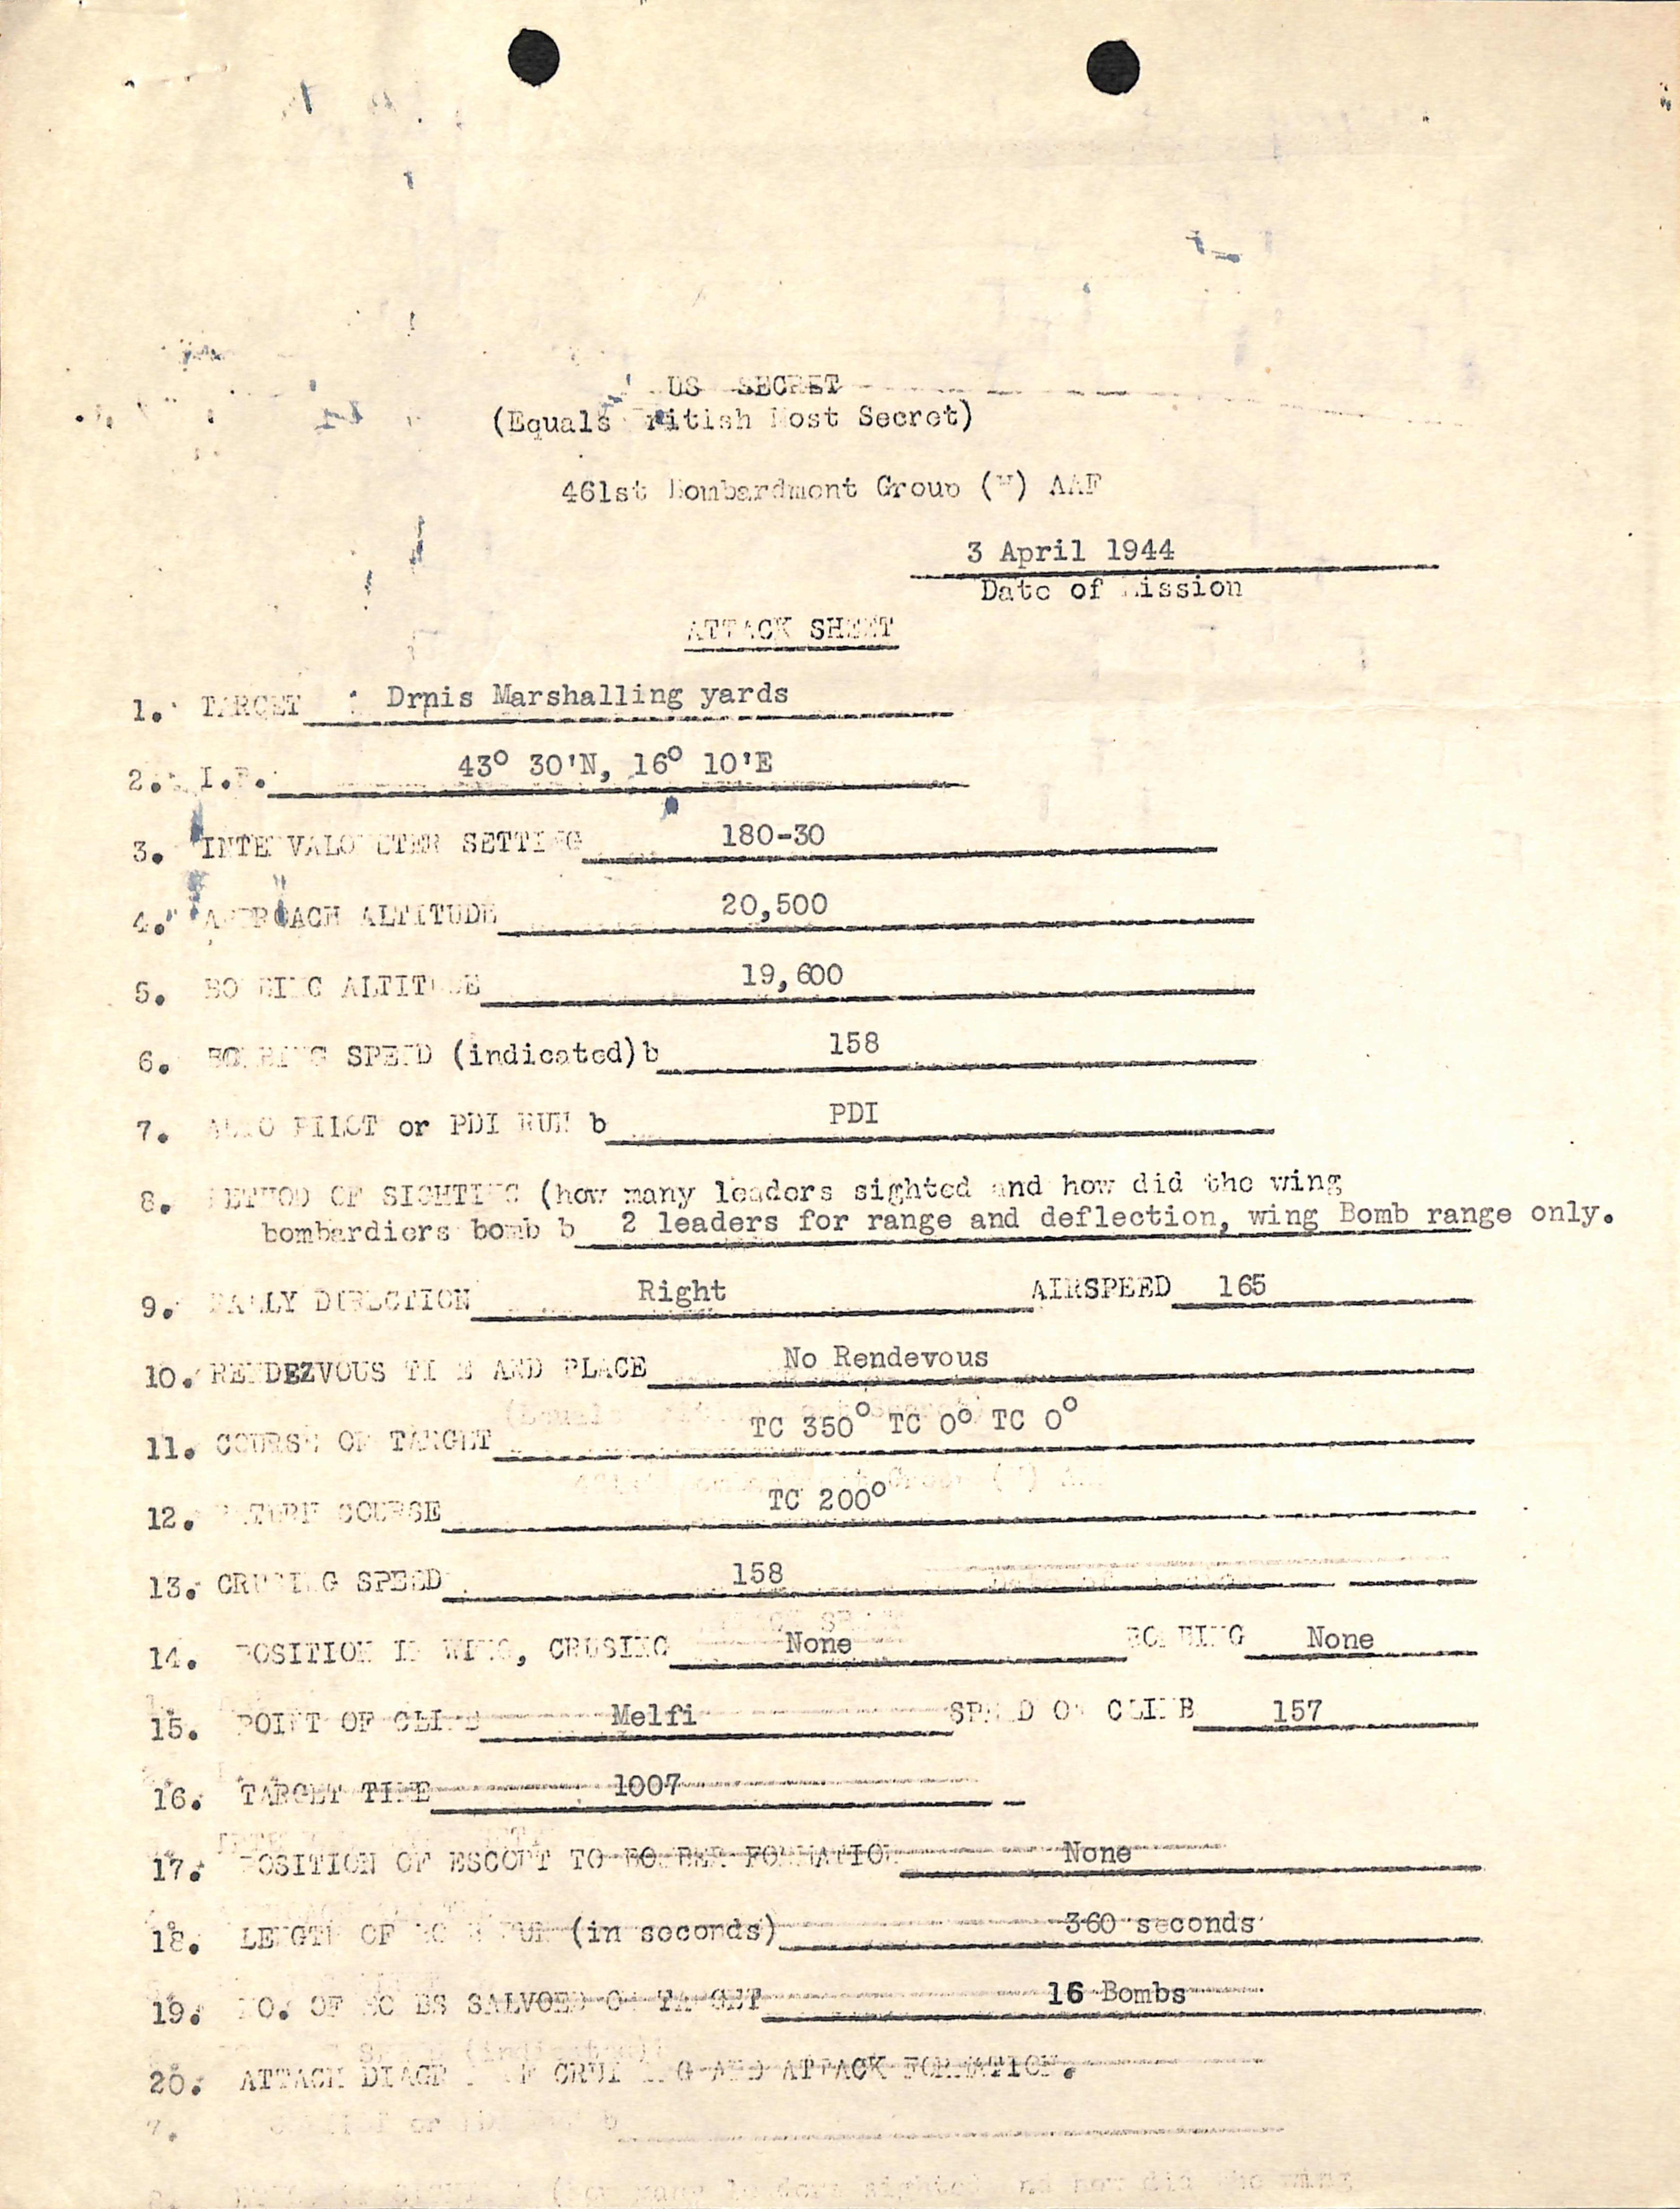 US SECRET
(Equals British Most Secret)
461st Bombardment Group (H) AAF
3 April 1944
Date of Mission
ATTACK SHEET
1. TARGET : Drnis Marshalling yards
2. I.P. 43° 30'N, 16° 10'E
3. INTERVALOMETER SETTING 180-30
4. APPROACH ALTITUDE 20,500
5. BOMBING ALTITUDE 19,600
6. BOMBING SPEED (indicated) b 158
7. AUTO PILOT or PDI RUN b PDI
8. METHOD OF SIGHTING (how many leaders sighted and how did the wing
bombardiers bomb b 2 leaders for range and deflection, wing Bomb range only.
9. RALLY DIRECTION Right AIRSPEED 165
10. RENDEZVOUS TIME AND PLACE No Rendevous
11. COURSE OF TARGET TC 350° TC 0° TC 0°
12. RETURN COURSE TC 200°
13. CRUSING SPEED 158
14. POSITION IN WING, CRUSING None BOMBING None
15. POINT OF CLIMB Melfi SPEED OF CLIMB 157
16. TARGET TIME 1007
17. POSITION OF ESCORT TO BOMBER FORMATION None
18. LENGTH OF BOMB RUN (in seconds) 360 seconds
19. NO. OF BOMBS SALVOED ON TARGET 16 Bombs
20. ATTACH DIAGRAM OF CRUISING AND ATTACK FORMATION.